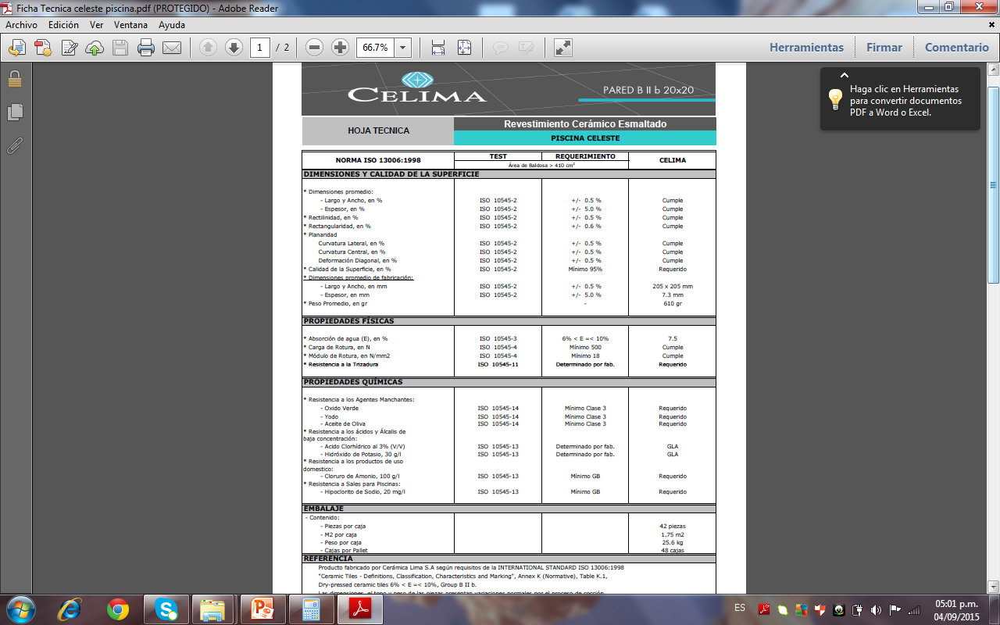 Ficha Tecnica celeste piscina.pdf (PROTEGIDO) - Adobe Reader
Archivo Edición Ver Ventana Ayuda
1 / 2 66.7% Herramientas Firmar Comentario
Haga clic en Herramientas
para convertir documentos
PDF a Word o Excel.
CELIMA
PARED B II b 20x20
HOJA TECNICA
Revestimiento Cerámico Esmaltado
PISCINA CELESTE
NORMA ISO 13006:1998 TEST REQUERIMIENTO CELIMA
Área de Baldosa > 410 cm²
DIMENSIONES Y CALIDAD DE LA SUPERFICIE
* Dimensiones promedio:
- Largo y Ancho, en % ISO 10545-2 +/- 0.5 % Cumple
- Espesor, en % ISO 10545-2 +/- 5.0 % Cumple
* Rectilinidad, en % ISO 10545-2 +/- 0.5 % Cumple
* Rectangularidad, en % ISO 10545-2 +/- 0.6 % Cumple
* Planaridad
Curvatura Lateral, en % ISO 10545-2 +/- 0.5 % Cumple
Curvatura Central, en % ISO 10545-2 +/- 0.5 % Cumple
Deformación Diagonal, en % ISO 10545-2 +/- 0.5 % Cumple
* Calidad de la Superficie, en % ISO 10545-2 Mínimo 95% Requerido
* Dimensiones promedio de fabricación:
- Largo y Ancho, en mm ISO 10545-2 +/- 0.5 % 205 x 205 mm
- Espesor, en mm ISO 10545-2 +/- 5.0 % 7.3 mm
* Peso Promedio, en gr - 610 gr
PROPIEDADES FÍSICAS
* Absorción de agua (E), en % ISO 10545-3 6% < E =< 10% 7.5
* Carga de Rotura, en N ISO 10545-4 Mínimo 500 Cumple
* Módulo de Rotura, en N/mm2 ISO 10545-4 Mínimo 18 Cumple
* Resistencia a la Trizadura ISO 10545-11 Determinado por fab. Requerido
PROPIEDADES QUÍMICAS
* Resistencia a los Agentes Manchantes:
- Oxido Verde ISO 10545-14 Mínimo Clase 3 Requerido
- Yodo ISO 10545-14 Mínimo Clase 3 Requerido
- Aceite de Oliva ISO 10545-14 Mínimo Clase 3 Requerido
* Resistencia a los ácidos y Álcalis de
baja concentración:
- Acido Clorhídrico al 3% (V/V) ISO 10545-13 Determinado por fab. GLA
- Hidróxido de Potasio, 30 g/l ISO 10545-13 Determinado por fab. GLA
* Resistencia a los productos de uso
domestico:
- Cloruro de Amonio, 100 g/l ISO 10545-13 Mínimo GB Requerido
* Resistencia a Sales para Piscinas:
- Hipoclorito de Sodio, 20 mg/l ISO 10545-13 Mínimo GB Requerido
EMBALAJE
- Contenido:
- Piezas por caja 42 piezas
- M2 por caja 1.75 m2
- Peso por caja 25.6 kg
- Cajas por Pallet 48 cajas
REFERENCIA
Producto fabricado por Cerámica Lima S.A según requisitos de la INTERNATIONAL STANDARD ISO 13006:1998
"Ceramic Tiles - Definitions, Classification, Characteristics and Marking", Annex K (Normative), Table K.1,
Dry-pressed ceramic tiles 6% < E =< 10%, Group B II b.
Las dimensiones, el tono y peso de las piezas presentan variaciones normales por el proceso de cocción
ES 05:01 p.m.
04/09/2015